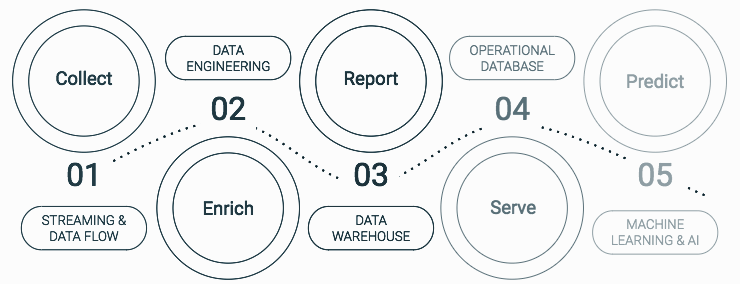 Collect
01
STREAMING &
DATA FLOW
DATA
ENGINEERING
02
Enrich
Report
03
DATA
WAREHOUSE
OPERATIONAL
DATABASE
04
Serve
Predict
05
MACHINE
LEARNING & AI